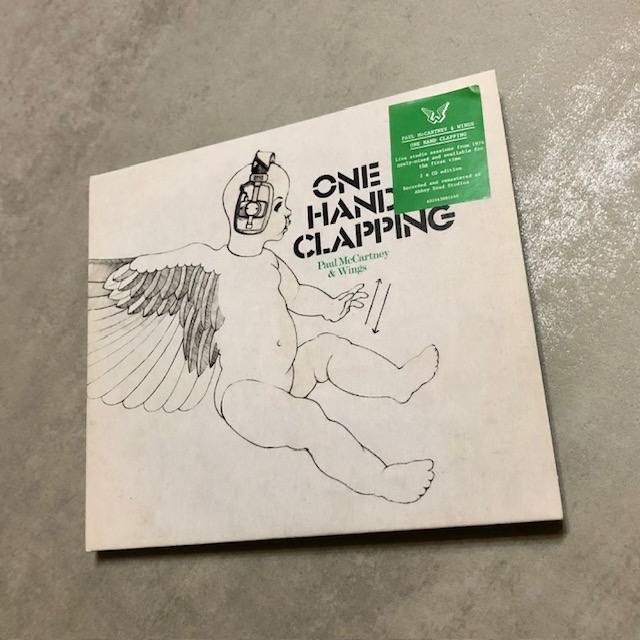 ONE
HAND
CLAPPING
Paul McCartney
& Wings
PAUL McCARTNEY & WINGS
ONE HAND CLAPPING
Live studio sessions from 1974
newly-mixed and available for
the first time
2 x CD edition
Recorded and remastered at
Abbey Road Studios